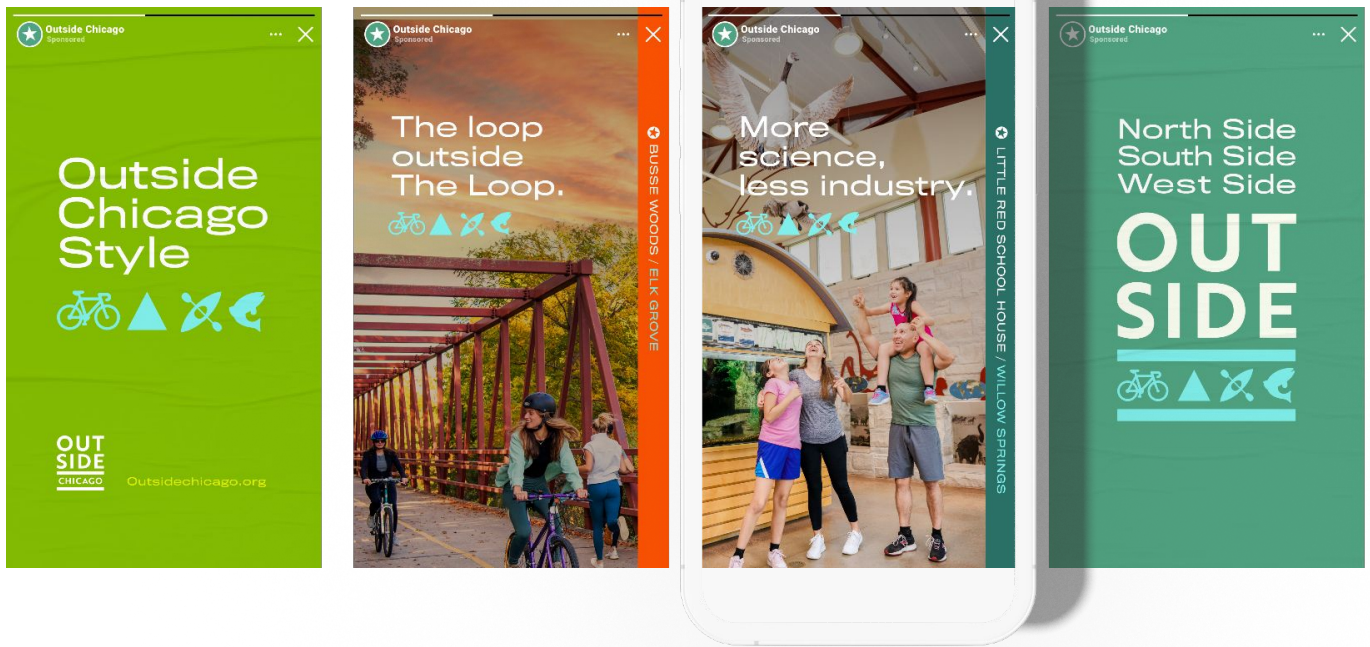 Outside Chicago
Sponsored
Outside
Chicago
Style
OUT
SIDE
CHICAGO
Outsidechicago.org
Outside Chicago
Sponsored
The loop
outside
The Loop.
BUSSE WOODS / ELK GROVE
Outside Chicago
Sponsored
More
science,
less industry.
LITTLE RED SCHOOL HOUSE / WILLOW SPRINGS
Outside Chicago
Sponsored
North Side
South Side
West Side
OUT
SIDE